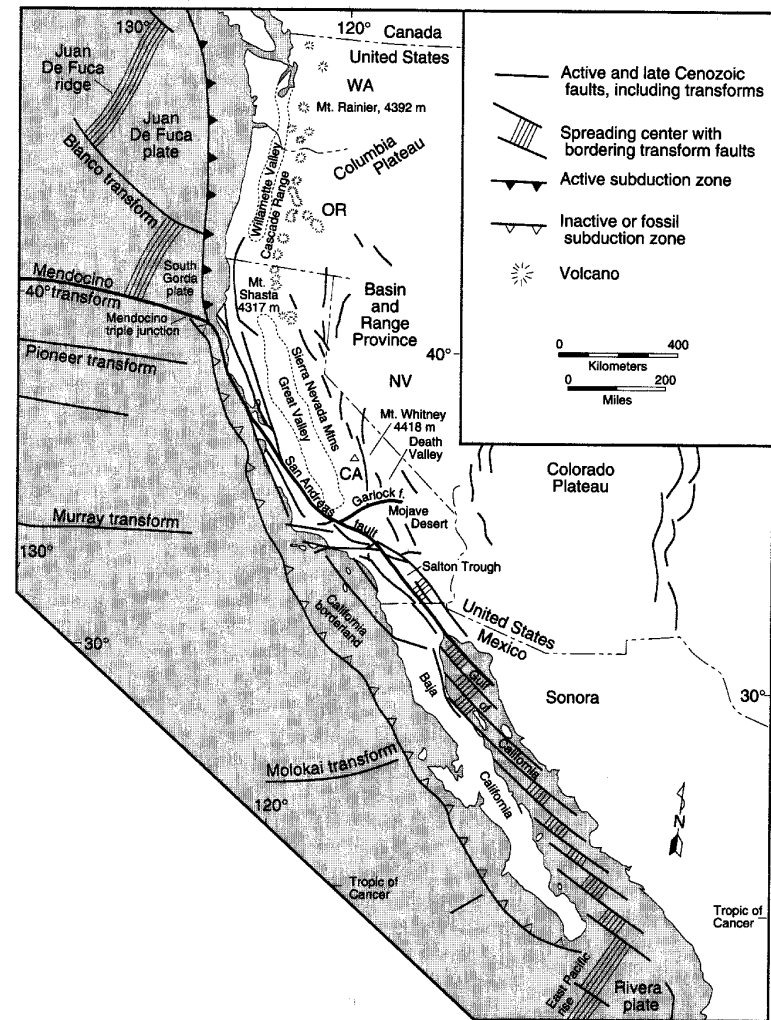 130°
120°
Canada
United States
Juan
De Fuca
ridge
WA
Mt. Rainier, 4392 m
Juan
De Fuca
plate
Columbia
Plateau
Blanco transform
Willamette Valley
Cascade Range
OR
Mendocino
40° transform
South
Gorda
plate
Mt.
Shasta
4317 m
Mendocino
triple junction
Basin
and
Range
Province
40°
Pioneer transform
Sierra Nevada Mtns
Great Valley
NV
Mt. Whitney
4418 m
Death
Valley
CA
San Andreas
fault
Garlock f.
Mojave
Desert
Colorado
Plateau
Murray transform
130°
Salton Trough
California
borderland
United States
Mexico
30°
Baja
California
Gulf
of
California
Sonora
30°
Molokai transform
120°
N
Tropic of
Cancer
Tropic of
Cancer
East Pacific
rise
Rivera
plate
Active and late Cenozoic
faults, including transforms
Spreading center with
bordering transform faults
Active subduction zone
Inactive or fossil
subduction zone
Volcano
0 400
Kilometers
0 200
Miles